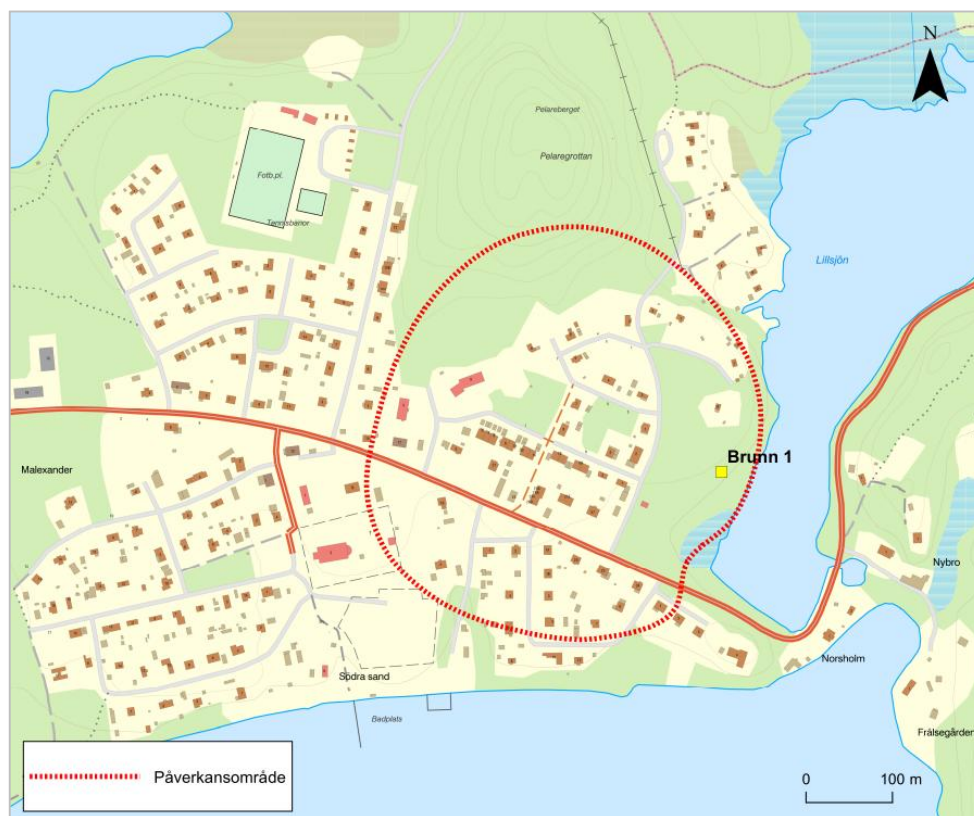 N
Pelareberget
Pelaregrottan
Fotb.pl.
Tennisbanor
Lillsjön
Brunn 1
Malexander
Nybro
Norsholm
Södra sand
Badplats
Frälsegården
Påverkansområde
0 100 m